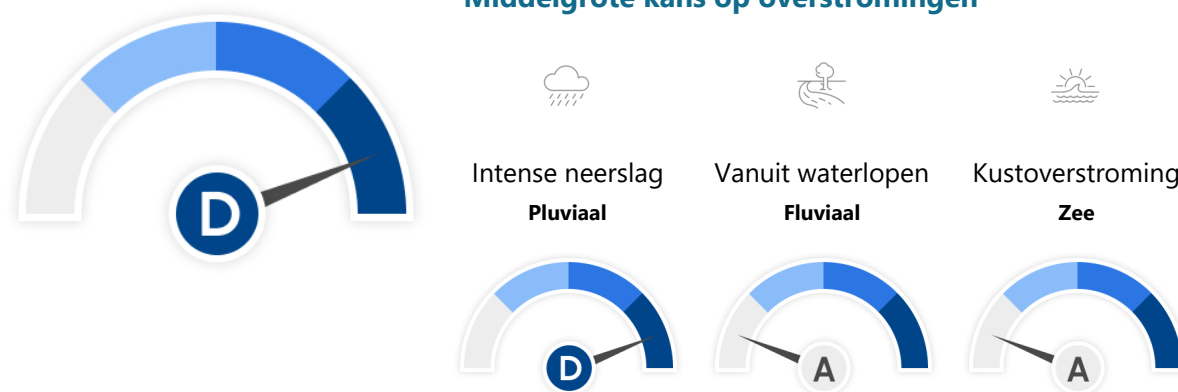 Middelgrote kans op overstromingen
D
Intense neerslag
Pluviaal
Vanuit waterlopen
Fluviaal
Kustoverstroming
Zee
D
A
A